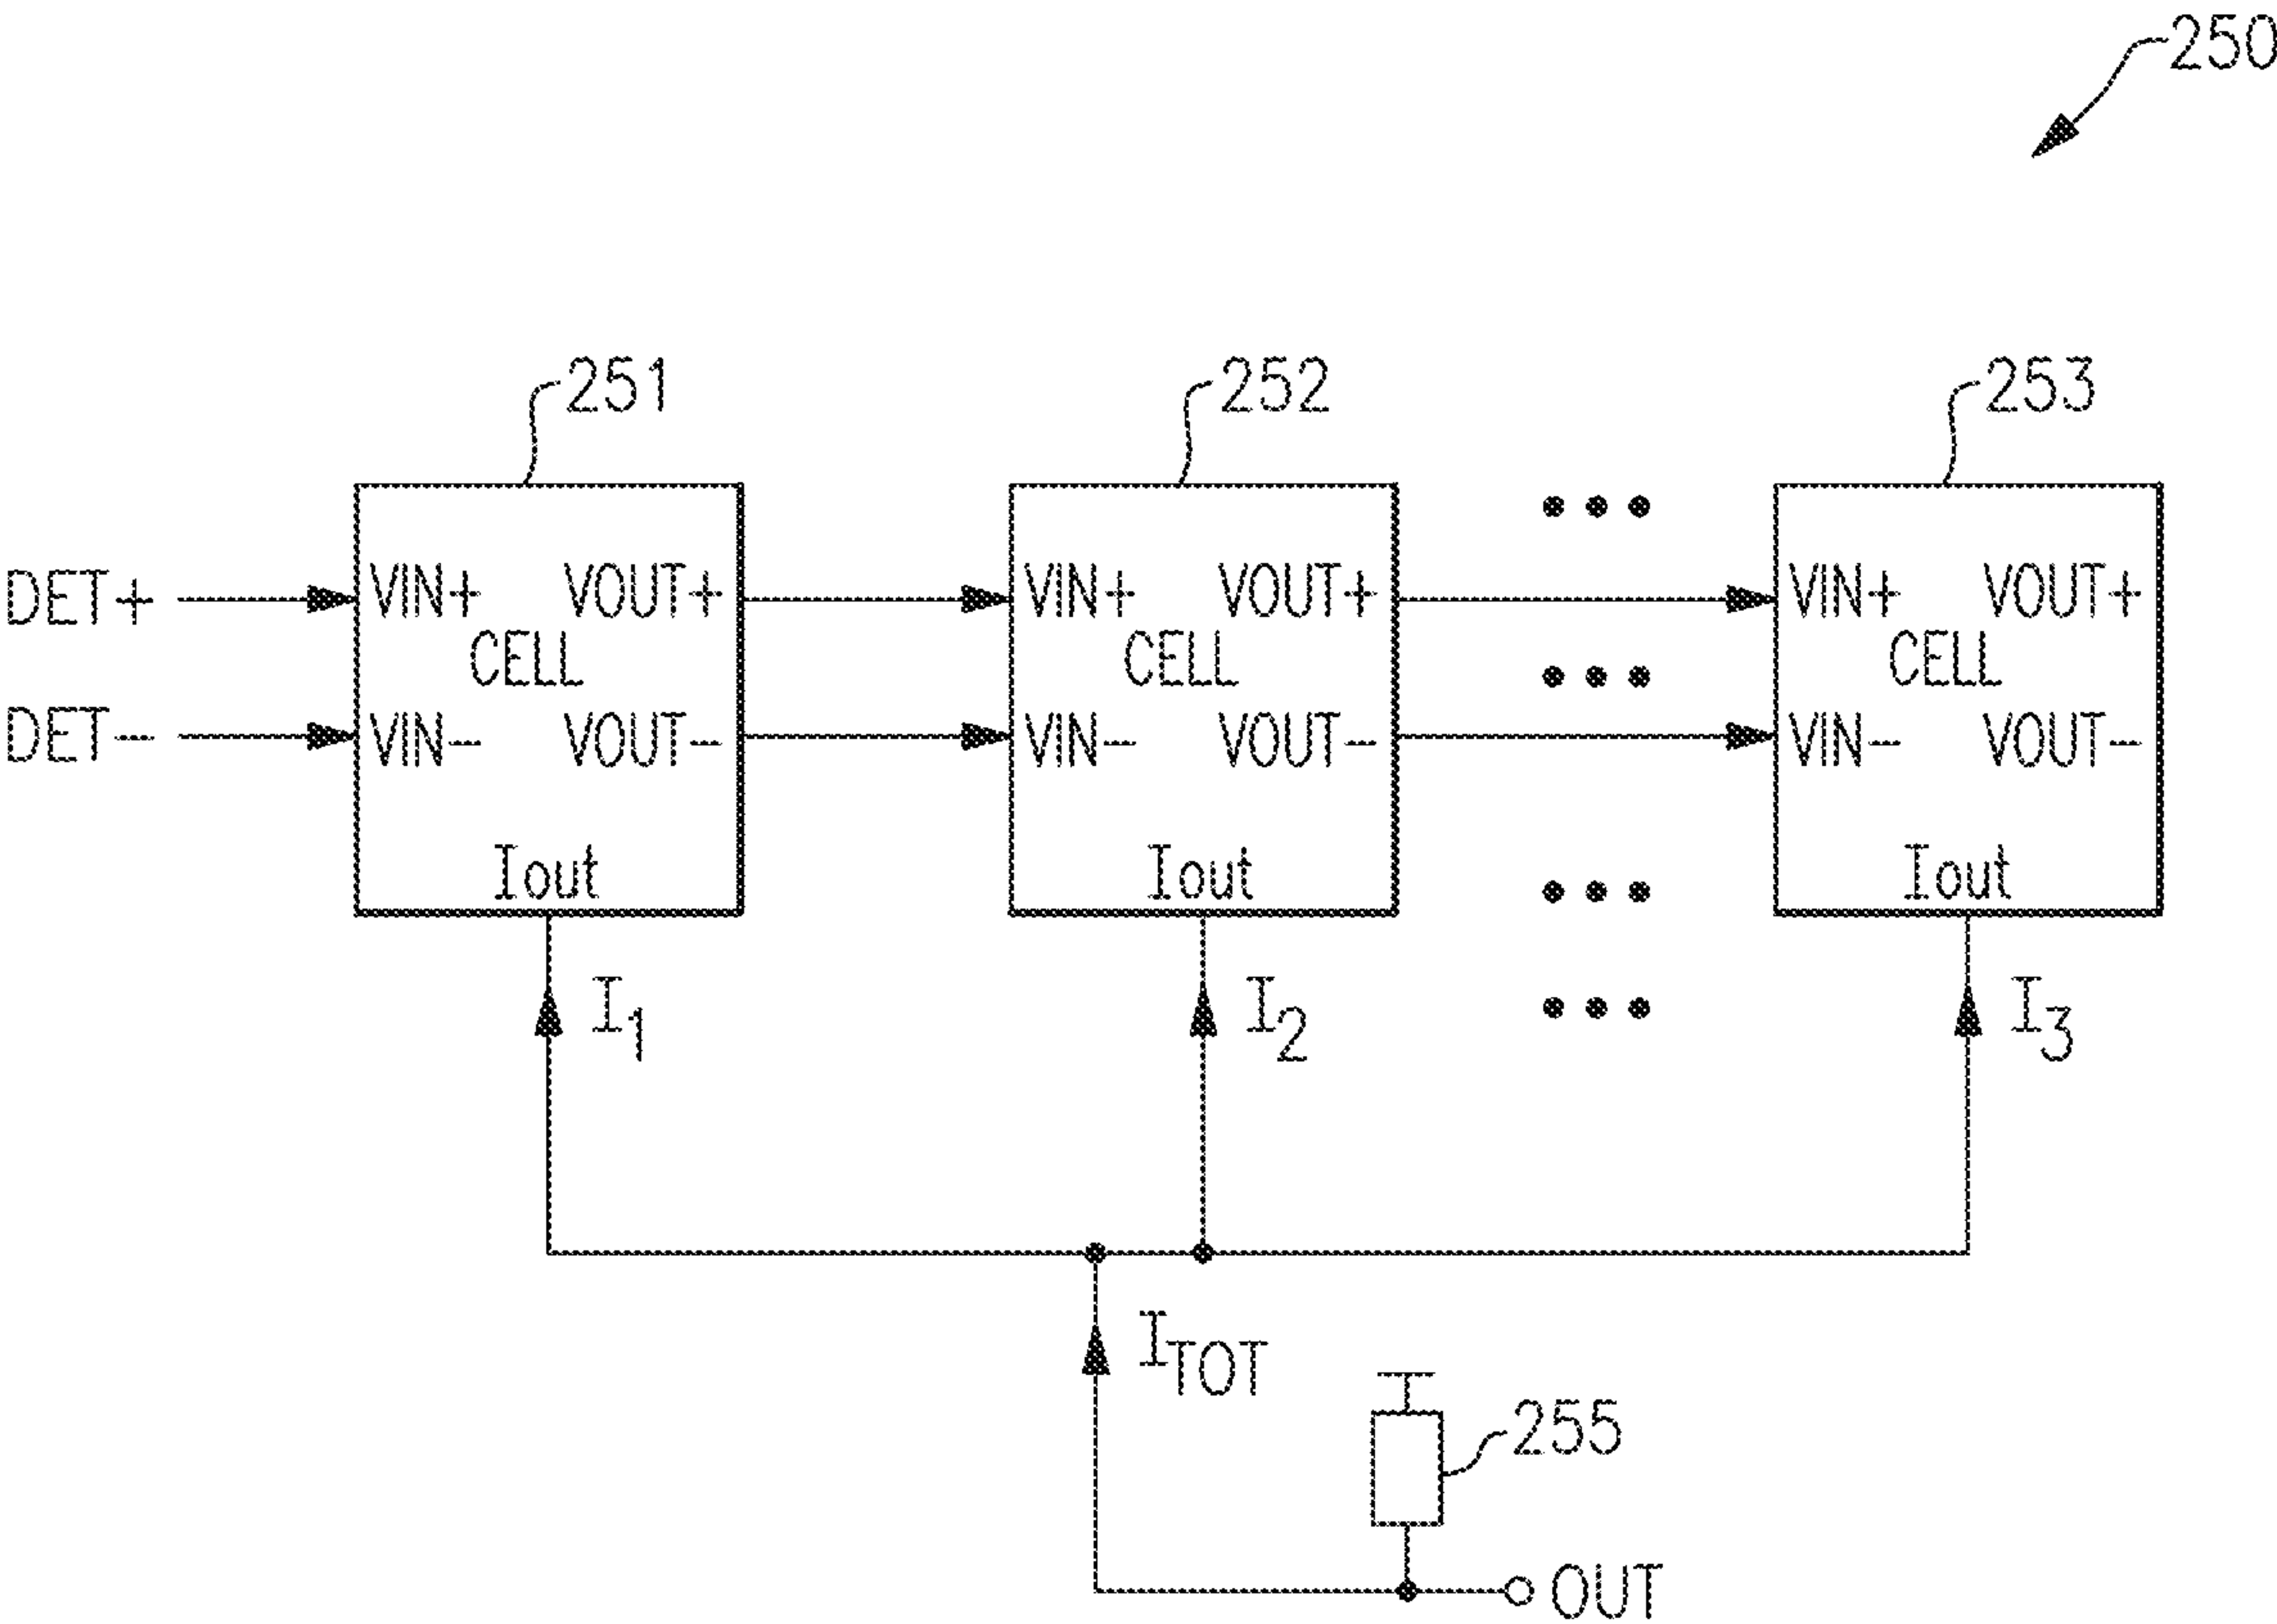 250
251
252
253
DET+
VIN+ VOUT+
VIN+ VOUT+
VIN+ VOUT+
CELL
CELL
CELL
DET-
VIN- VOUT-
VIN- VOUT-
VIN- VOUT-
Iout
Iout
Iout
I1
I2
I3
ITOT
255
OUT